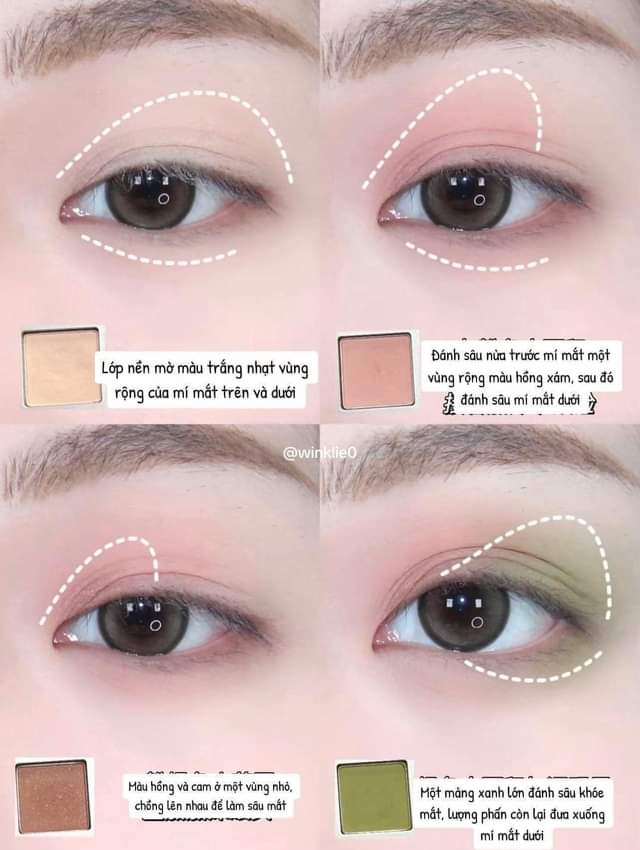 Lớp nền mờ màu trắng nhạt vùng
rộng của mí mắt trên và dưới
Đánh sâu nửa trước mí mắt một
vùng rộng màu hồng xám, sau đó
đánh sâu mí mắt dưới
@winklie0
Màu hồng và cam ở một vùng nhỏ,
chồng lên nhau để làm sâu mắt
Một mảng xanh lớn đánh sâu khóe
mắt, lượng phấn còn lại đưa xuống
mí mắt dưới